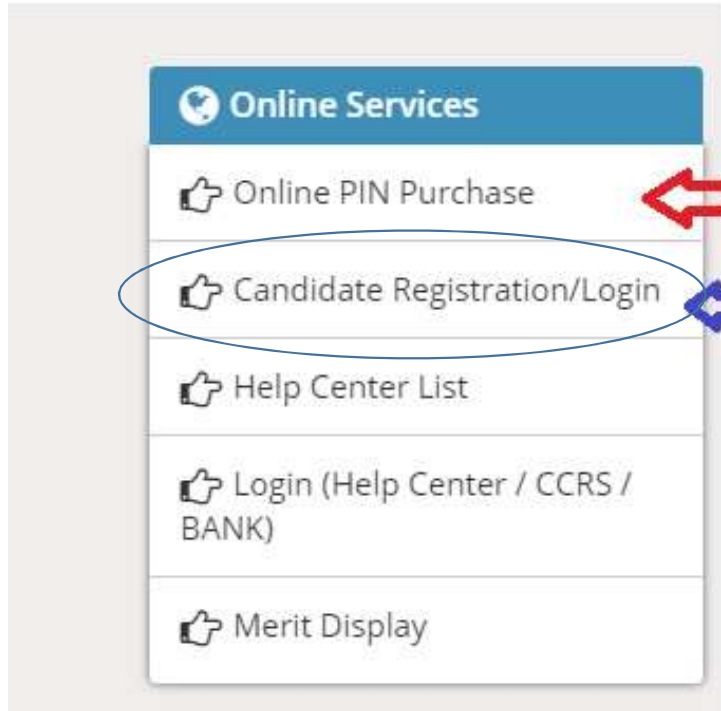 Online Services
Online PIN Purchase
Candidate Registration/Login
Help Center List
Login (Help Center / CCRS /
BANK)
Merit Display